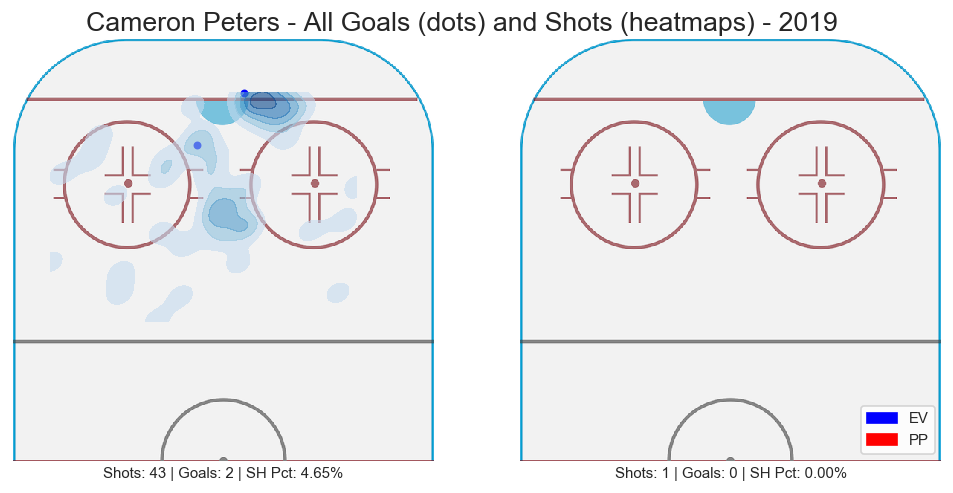 Cameron Peters - All Goals (dots) and Shots (heatmaps) - 2019
EV
PP
Shots: 43 | Goals: 2 | SH Pct: 4.65%
Shots: 1 | Goals: 0 | SH Pct: 0.00%